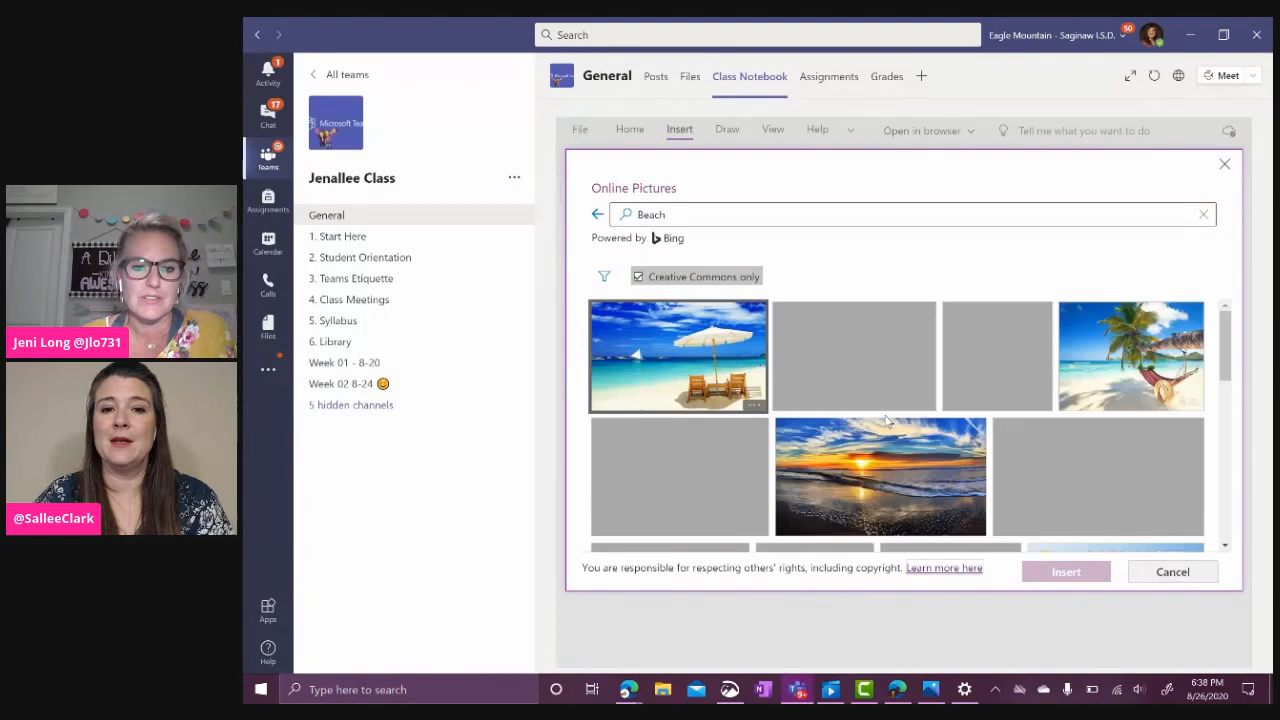 Search
Eagle Mountain - Saginaw I.S.D.
50
1
Activity
17
Chat
Teams
Assignments
Calendar
Calls
Files
Apps
Help
All teams
Microsoft Tea
Jenallee Class
General
1. Start Here
2. Student Orientation
3. Teams Etiquette
4. Class Meetings
5. Syllabus
6. Library
Week 01 - 8-20
Week 02 8-24 😊
5 hidden channels
General Posts Files Class Notebook Assignments Grades
Meet
File Home Insert Draw View Help Open in browser Tell me what you want to do
Online Pictures
Beach
Powered by Bing
Creative Commons only
You are responsible for respecting others' rights, including copyright. Learn more here
Insert Cancel
Jeni Long @Jlo731
@SalleeClark
Type here to search
6:38 PM
8/26/2020